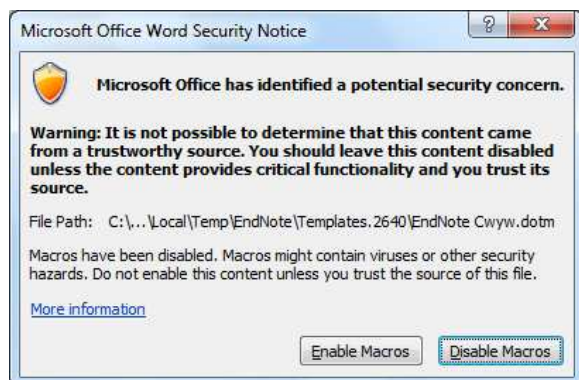 Microsoft Office Word Security Notice
Microsoft Office has identified a potential security concern.
Warning: It is not possible to determine that this content came
from a trustworthy source. You should leave this content disabled
unless the content provides critical functionality and you trust its
source.
File Path: C:\...\Local\Temp\EndNote\Templates.2640\EndNote Cwyw.dotm
Macros have been disabled. Macros might contain viruses or other security
hazards. Do not enable this content unless you trust the source of this file.
More information
Enable Macros Disable Macros